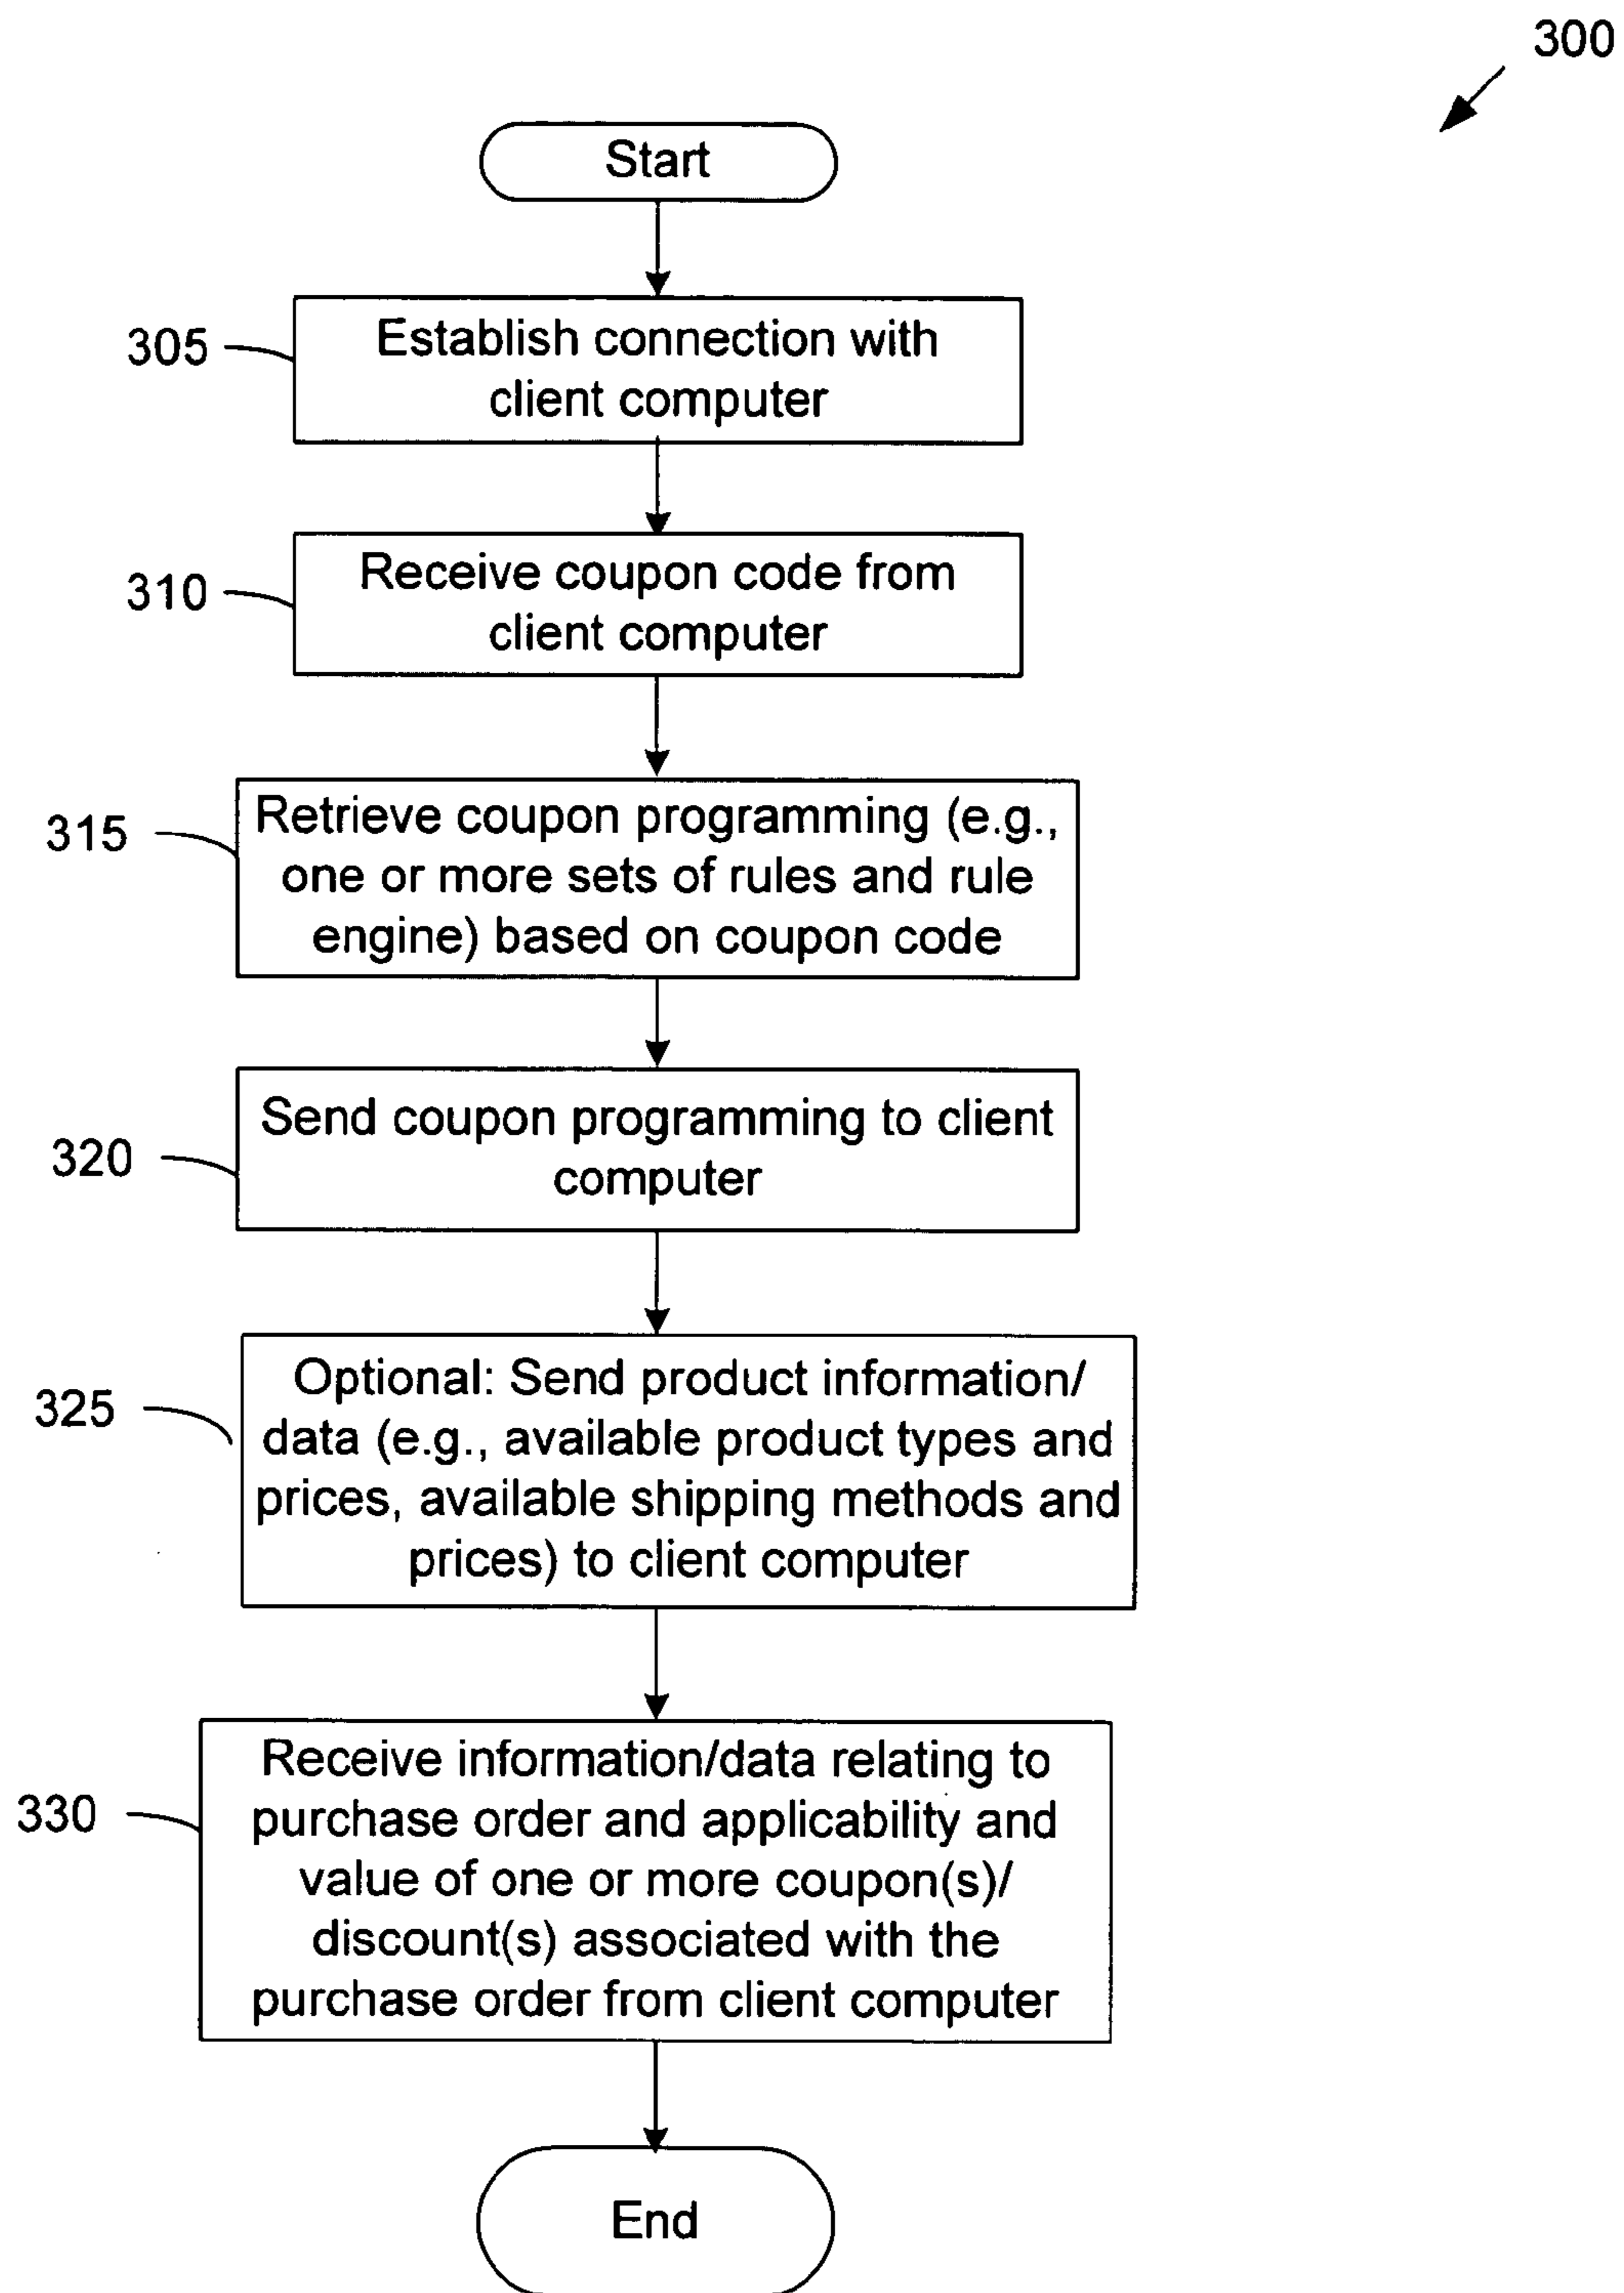 300
Start
305
Establish connection with
client computer
310
Receive coupon code from
client computer
315
Retrieve coupon programming (e.g.,
one or more sets of rules and rule
engine) based on coupon code
320
Send coupon programming to client
computer
325
Optional: Send product information/
data (e.g., available product types and
prices, available shipping methods and
prices) to client computer
330
Receive information/data relating to
purchase order and applicability and
value of one or more coupon(s)/
discount(s) associated with the
purchase order from client computer
End